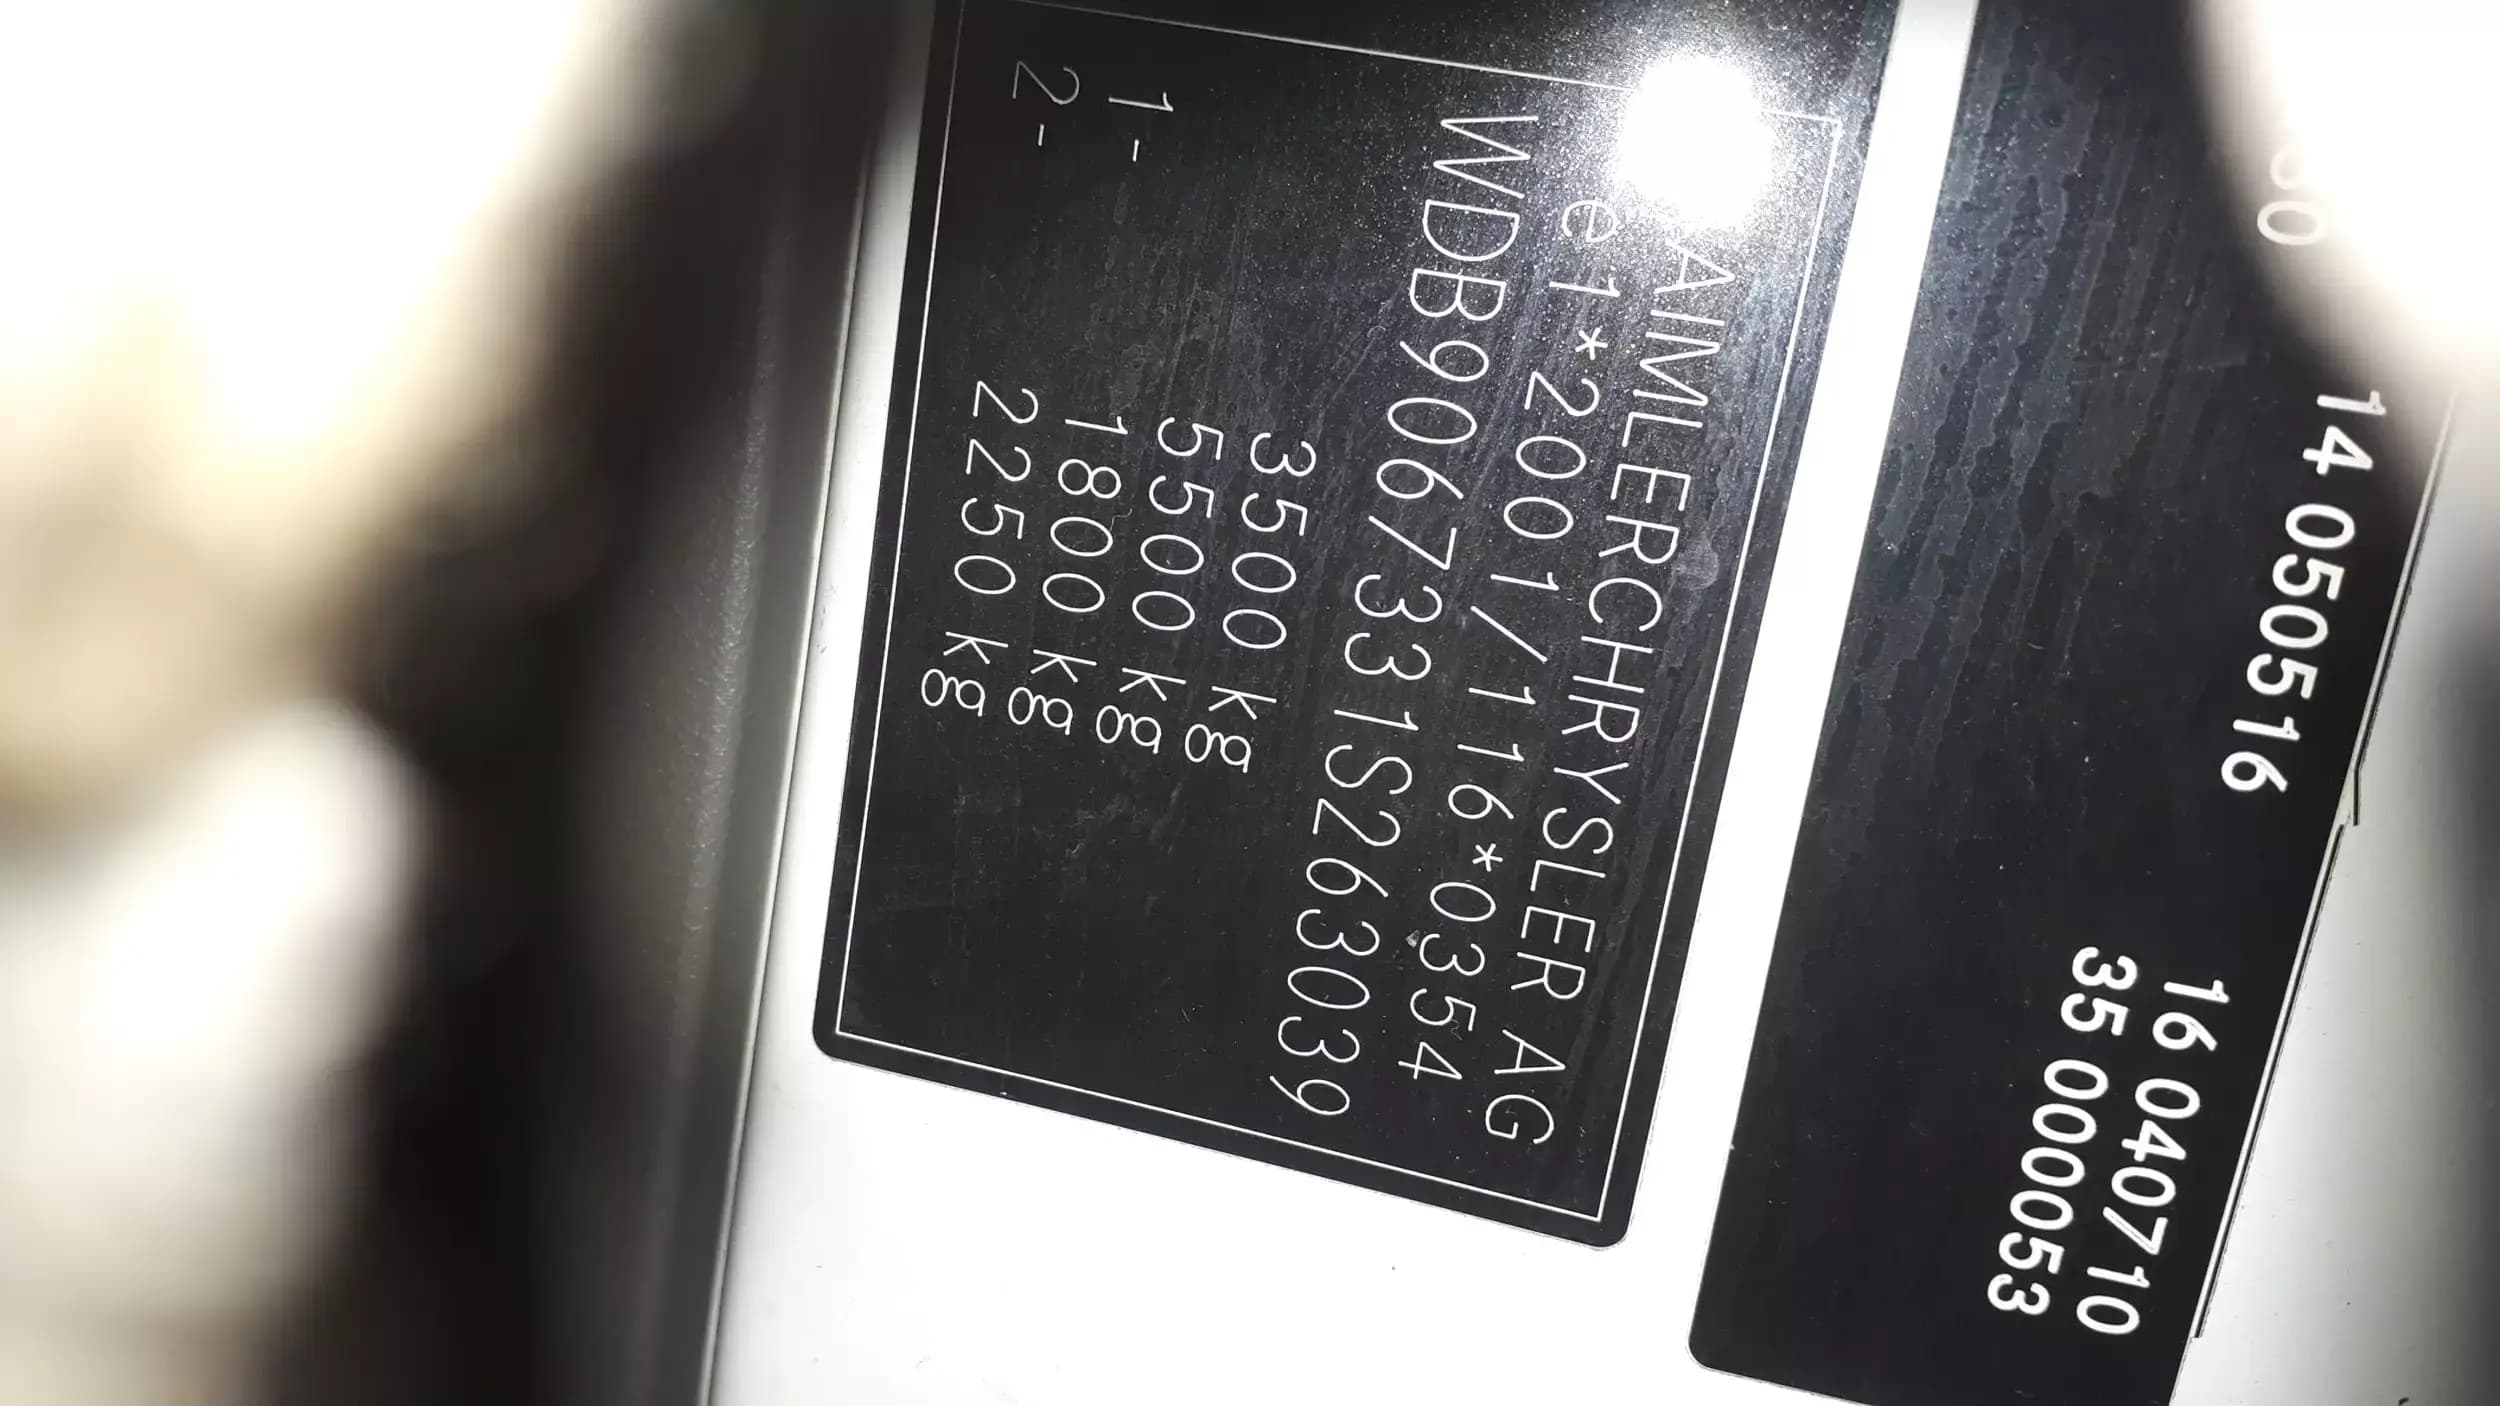 AIMLERCHRYSLER AG
e1*2001/116*0354
WDB9067331S263039
3500 kg
5500 kg
1- 1800 kg
2- 2250 kg
14 050516
16 040710
35 000053